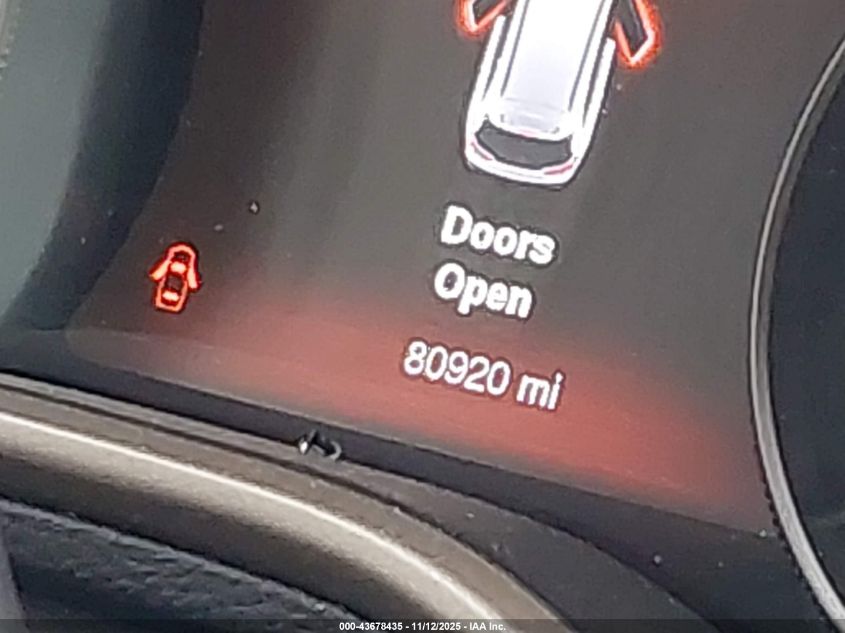 Doors
Open
80920 mi
000-43678435 - 11/12/2025 - IAA Inc.